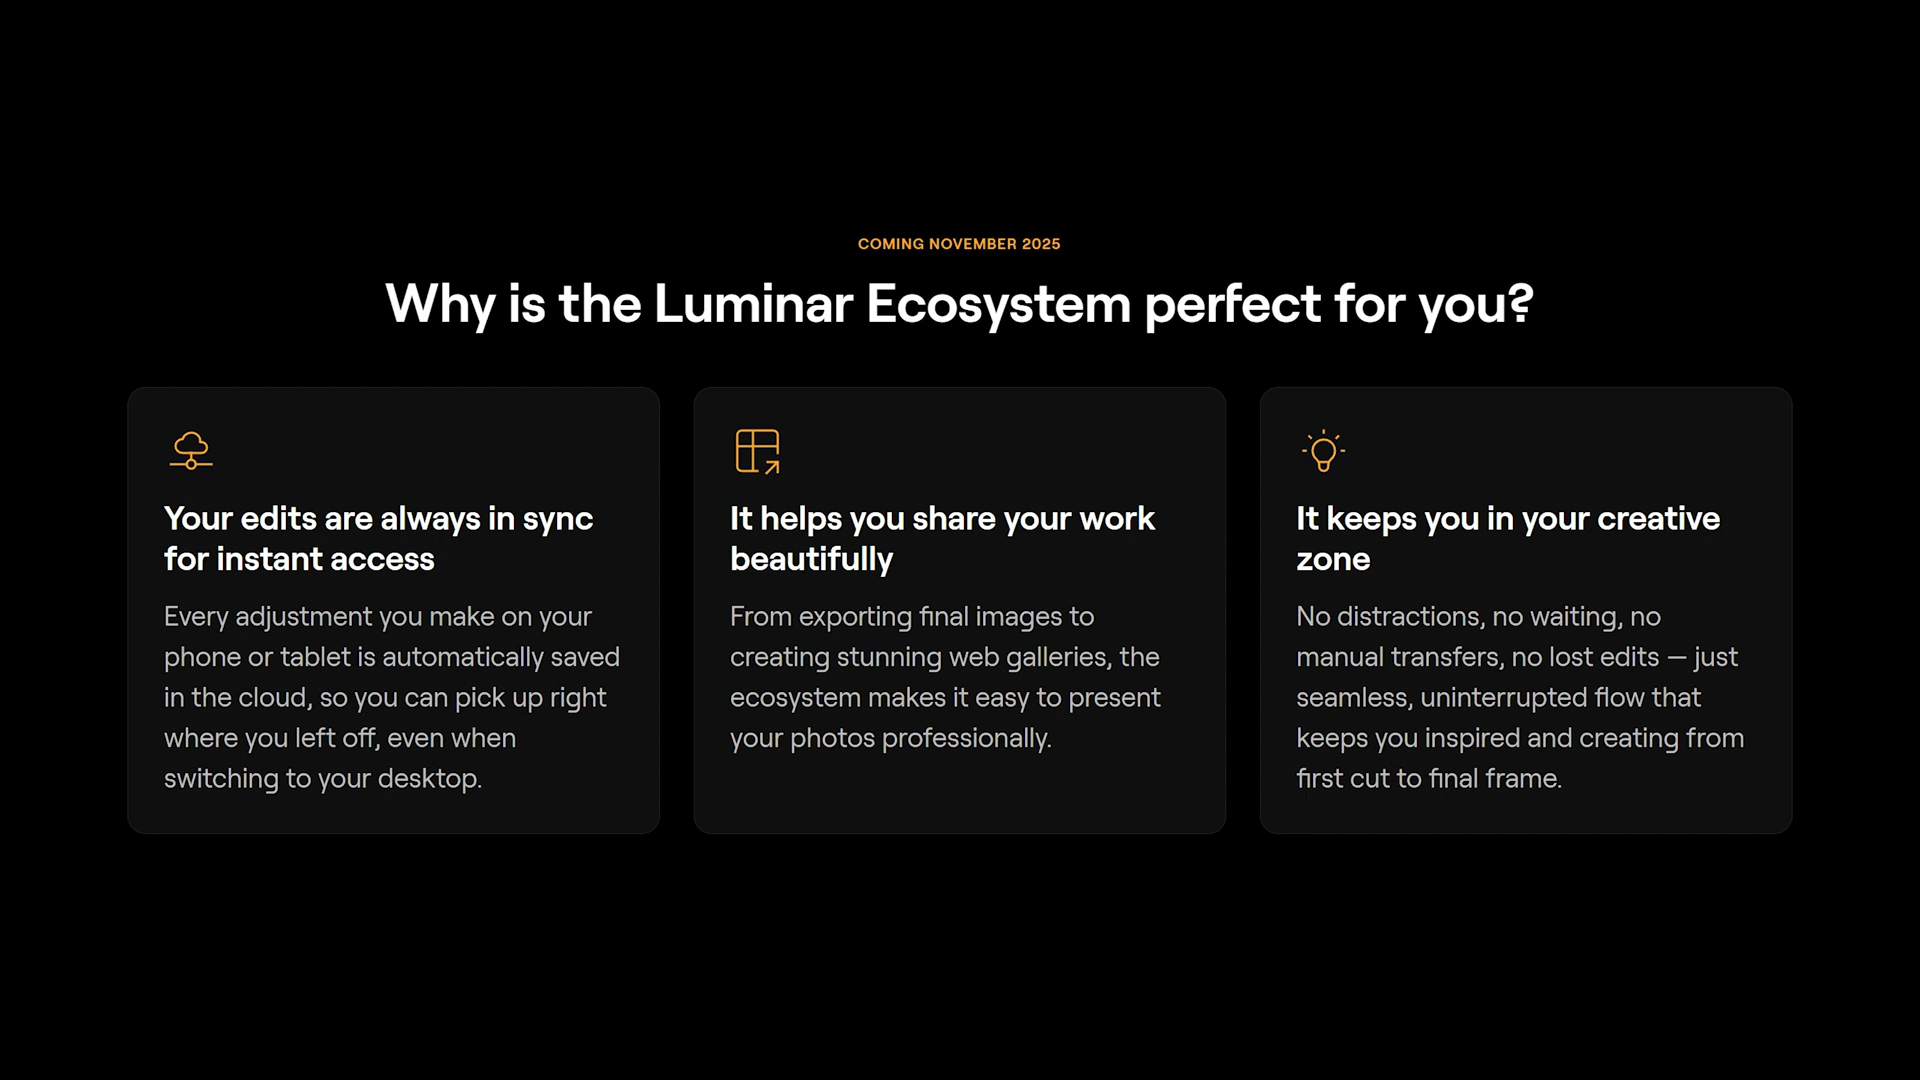 COMING NOVEMBER 2025
Why is the Luminar Ecosystem perfect for you?
Your edits are always in sync
for instant access
Every adjustment you make on your
phone or tablet is automatically saved
in the cloud, so you can pick up right
where you left off, even when
switching to your desktop.
It helps you share your work
beautifully
From exporting final images to
creating stunning web galleries, the
ecosystem makes it easy to present
your photos professionally.
It keeps you in your creative
zone
No distractions, no waiting, no
manual transfers, no lost edits — just
seamless, uninterrupted flow that
keeps you inspired and creating from
first cut to final frame.